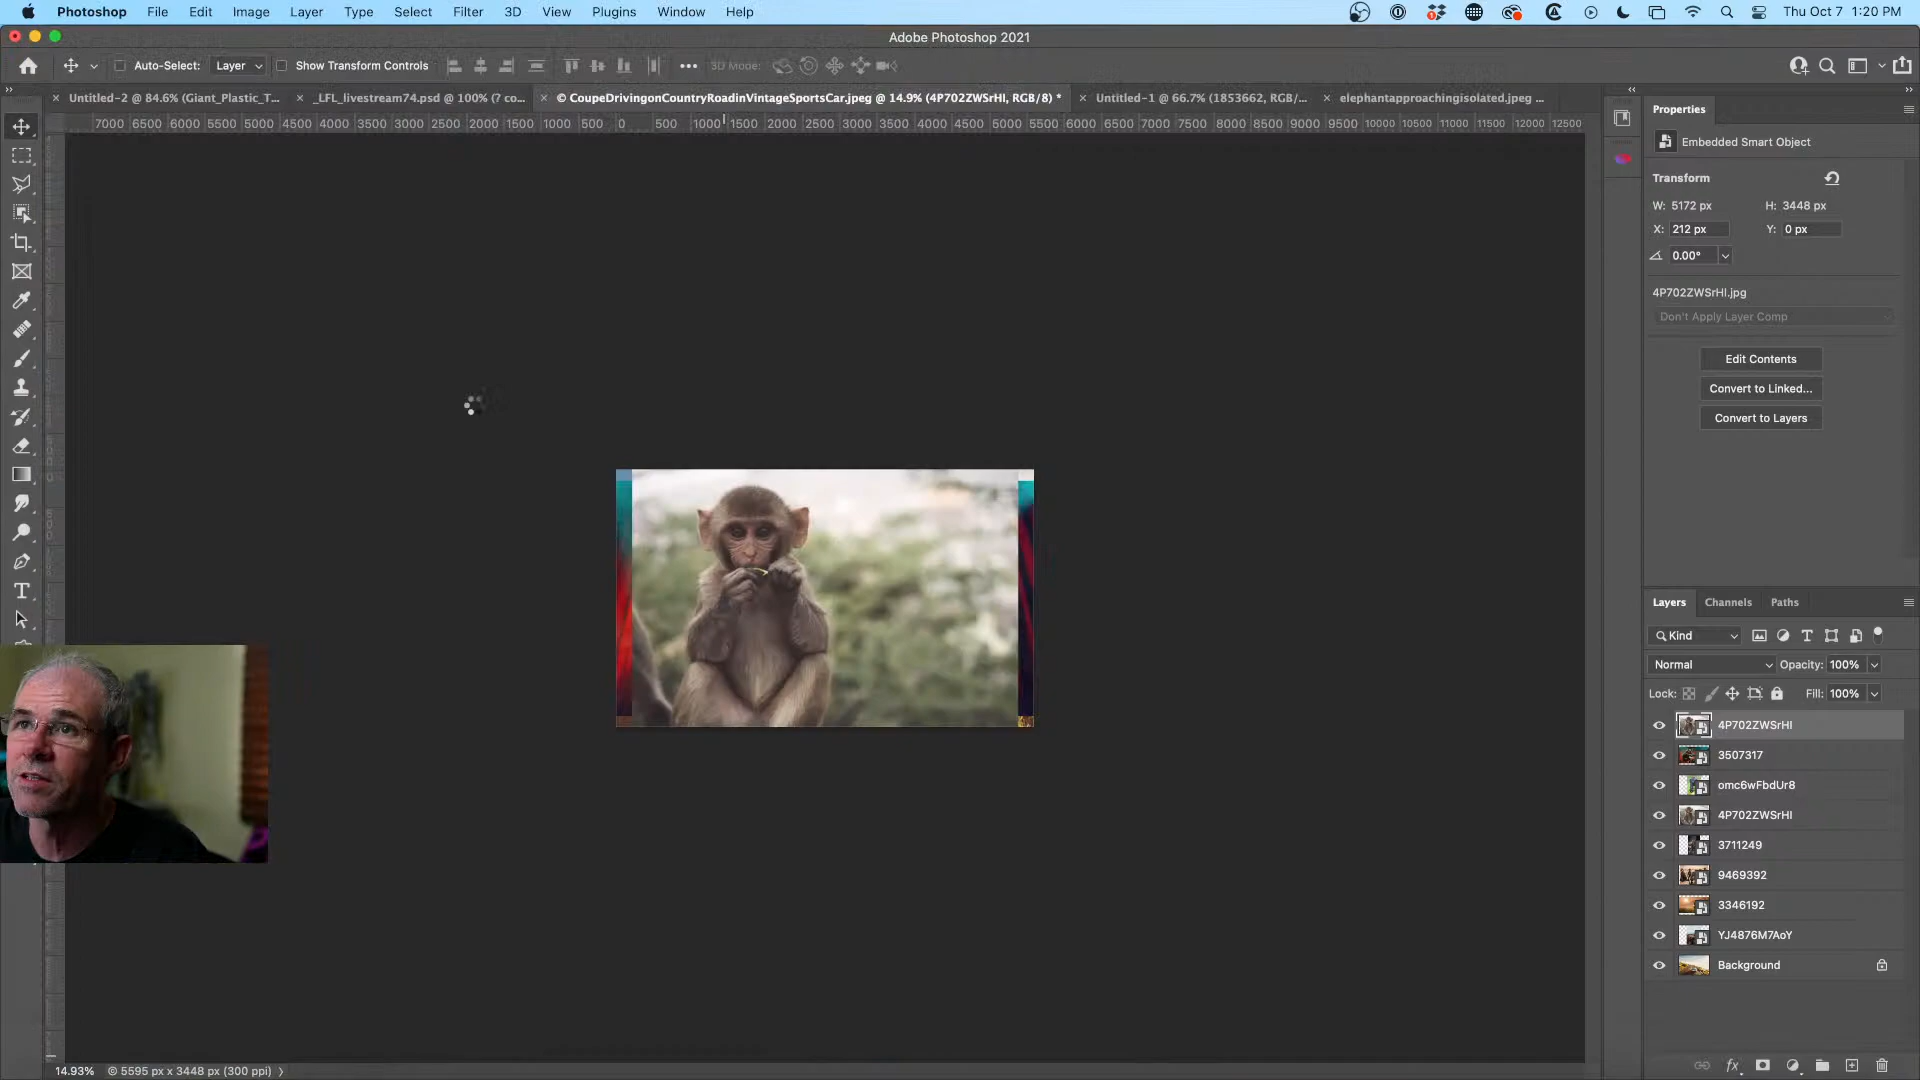 Photoshop File Edit Image Layer Type Select Filter 3D View Plugins Window Help Thu Oct 7 1:20 PM
Adobe Photoshop 2021
Auto-Select: Layer Show Transform Controls 3D Mode:
Untitled-2 @ 84.6% (Giant_Plastic_T... _LFL_livestream74.psd @ 100% (? co... © CoupeDrivingonCountryRoadinVintageSportsCar.jpeg @ 14.9% (4P702ZWSrHI, RGB/8) * Untitled-1 @ 66.7% (1853662, RGB/... elephantapproachingisolated.jpeg ...
7000 6500 6000 5500 5000 4500 4000 3500 3000 2500 2000 1500 1000 500 0 500 1000 1500 2000 2500 3000 3500 4000 4500 5000 5500 6000 6500 7000 7500 8000 8500 9000 9500 10000 10500 11000 11500 12000 12500
Properties
Embedded Smart Object
Transform
W: 5172 px H: 3448 px
X: 212 px Y: 0 px
0.00°
4P702ZWSrHI.jpg
Don't Apply Layer Comp
Edit Contents
Convert to Linked...
Convert to Layers
Layers Channels Paths
Kind
Normal Opacity: 100%
Lock: Fill: 100%
4P702ZWSrHI
3507317
omc6wFbdUr8
4P702ZWSrHI
3711249
9469392
3346192
YJ4876M7AoY
Background
14.93% © 5595 px x 3448 px (300 ppi)